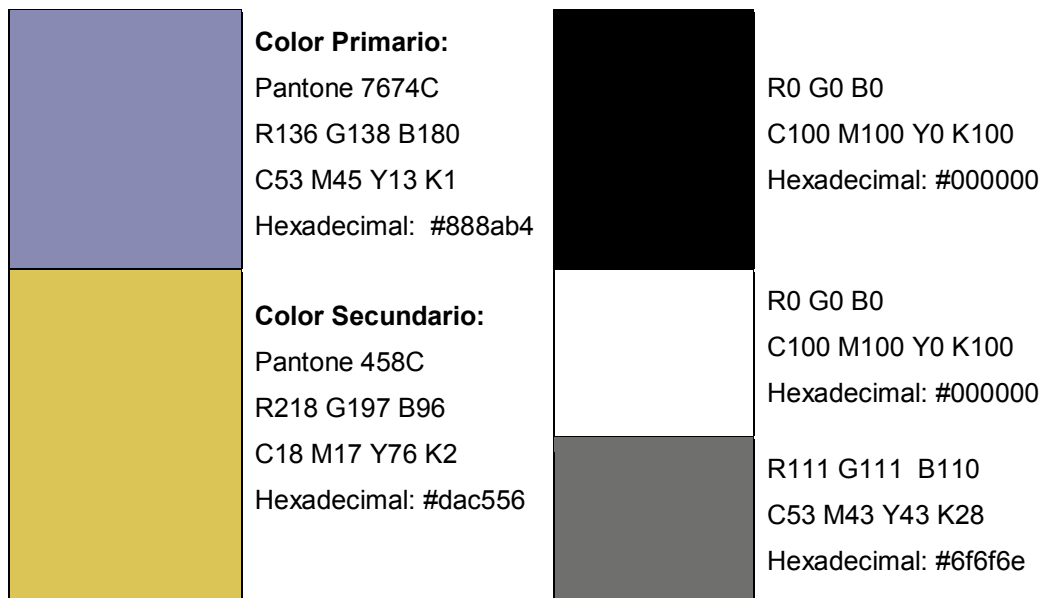 Color Primario:
Pantone 7674C
R136 G138 B180
C53 M45 Y13 K1
Hexadecimal:  #888ab4
Color Secundario:
Pantone 458C
R218 G197 B96
C18 M17 Y76 K2
Hexadecimal: #dac556
R0 G0 B0
C100 M100 Y0 K100
Hexadecimal: #000000
R0 G0 B0
C100 M100 Y0 K100
Hexadecimal: #000000
R111 G111  B110
C53 M43 Y43 K28
Hexadecimal: #6f6f6e